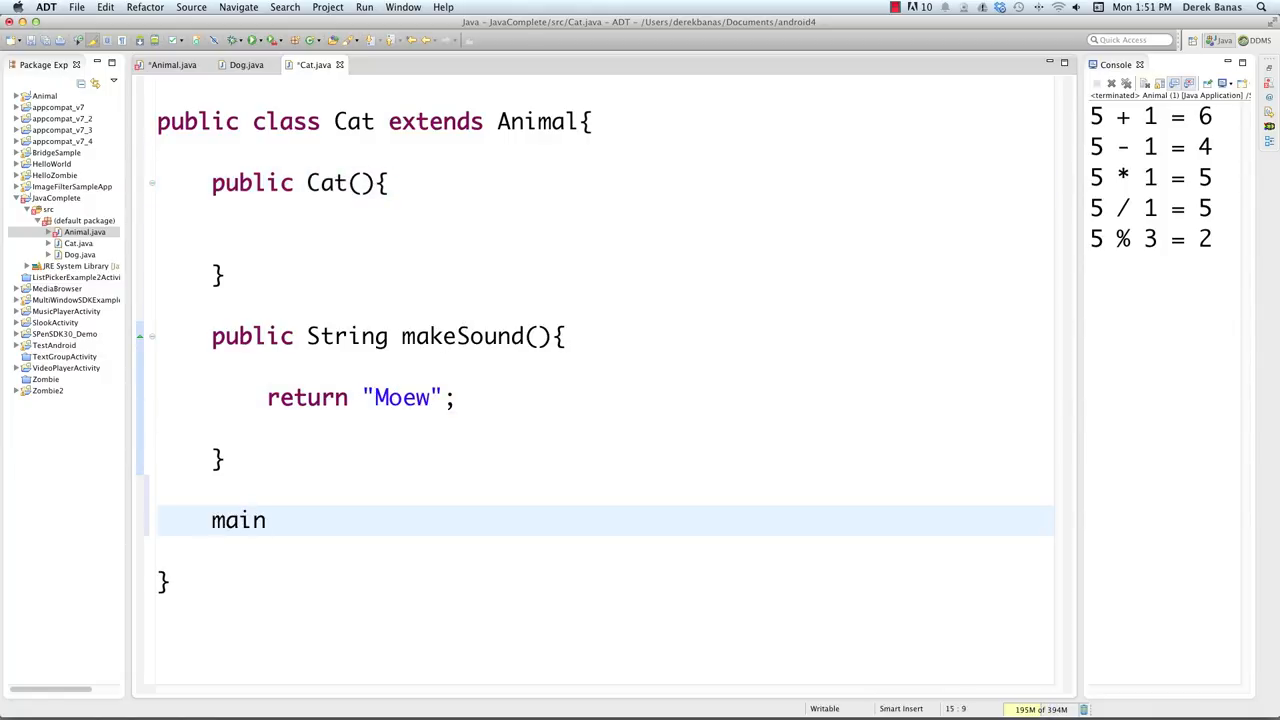 ADT File Edit Refactor Source Navigate Search Project Run Window Help 10 Mon 1:51 PM Derek Banas
Java - JavaComplete/src/Cat.java - ADT - /Users/derekbanas/Documents/android4
Quick Access Java DDMS
Package Exp
*Animal.java Dog.java *Cat.java
Console
<terminated> Animal (1) [Java Application] /S
Animal
appcompat_v7
appcompat_v7_2
appcompat_v7_3
appcompat_v7_4
BridgeSample
HelloWorld
HelloZombie
ImageFilterSampleApp
JavaComplete
src
(default package)
Animal.java
Cat.java
Dog.java
JRE System Library [Ja
ListPickerExample2Activi
MediaBrowser
MultiWindowSDKExample
MusicPlayerActivity
SlookActivity
SPenSDK30_Demo
TestAndroid
TextGroupActivity
VideoPlayerActivity
Zombie
Zombie2
public class Cat extends Animal{
public Cat(){
}
public String makeSound(){
return "Moew";
}
main
}
5 + 1 = 6
5 - 1 = 4
5 * 1 = 5
5 / 1 = 5
5 % 3 = 2
Writable Smart Insert 15 : 9 195M of 394M